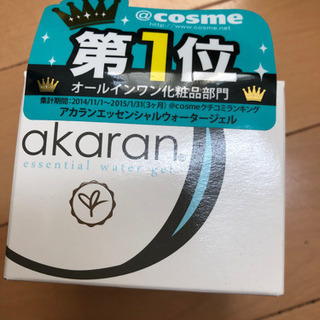 @cosme
http://www.cosme.net
第1位
オールインワン化粧品部門
集計期間:2014/11/1~2015/1/31(3ヶ月) @cosmeクチコミランキング
アカランエッセンシャルウォータージェル
akaran
essential water gel